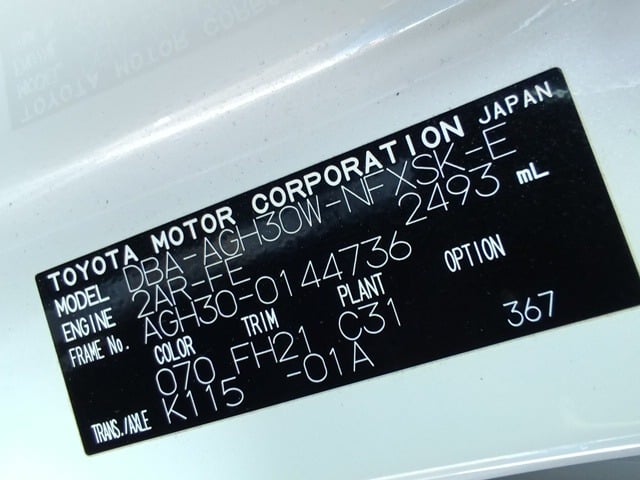 TOYOTA MOTOR CORPORATION JAPAN
MODEL DBA-AGH30W-NFXSK-E
ENGINE 2AR-FE 2493 mL
FRAME No. AGH30-0144736
COLOR TRIM PLANT OPTION
070 FH21 C31 367
TRANS./AXLE K115 -01A